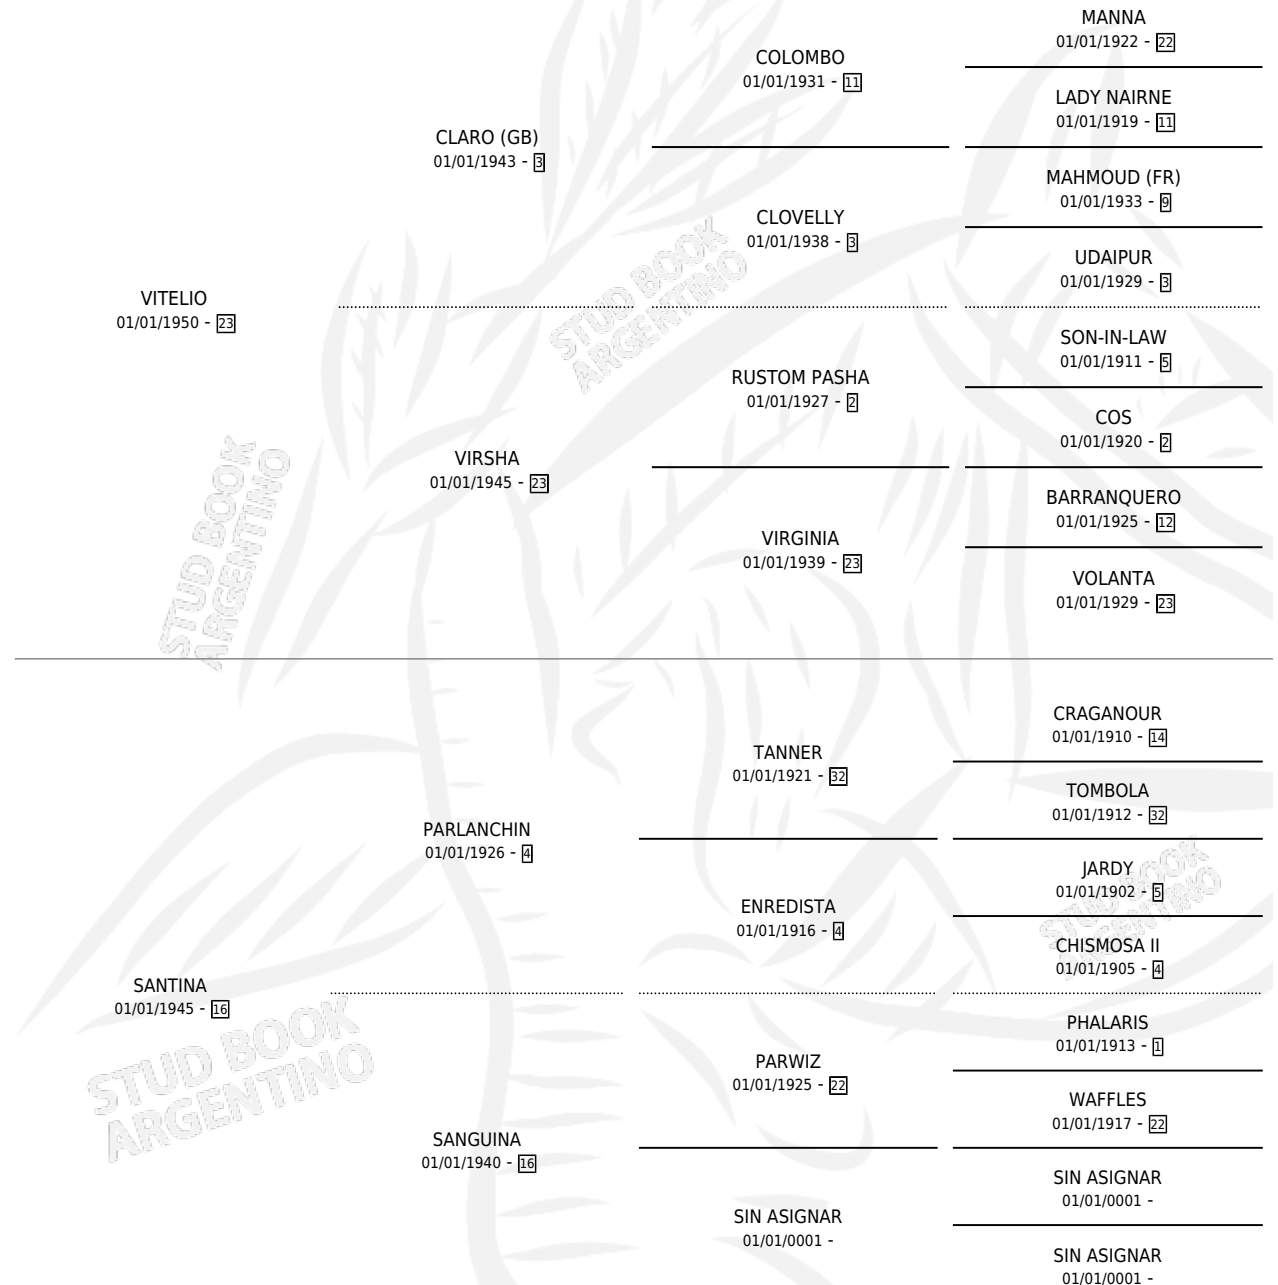 MANNA
01/01/1922 - 22
COLOMBO
01/01/1931 - 11
LADY NAIRNE
01/01/1919 - 11
CLARO (GB)
01/01/1943 - 3
MAHMOUD (FR)
01/01/1933 - 9
CLOVELLY
01/01/1938 - 3
UDAIPUR
01/01/1929 - 3
VITELIO
01/01/1950 - 23
SON-IN-LAW
01/01/1911 - 5
RUSTOM PASHA
01/01/1927 - 2
COS
01/01/1920 - 2
VIRSHA
01/01/1945 - 23
BARRANQUERO
01/01/1925 - 12
VIRGINIA
01/01/1939 - 23
VOLANTA
01/01/1929 - 23
STUD BOOK
ARGENTINO
STUD BOOK
ARGENTINO
CRAGANOUR
01/01/1910 - 14
TANNER
01/01/1921 - 32
TOMBOLA
01/01/1912 - 32
PARLANCHIN
01/01/1926 - 4
JARDY
01/01/1902 - 5
ENREDISTA
01/01/1916 - 4
CHISMOSA II
01/01/1905 - 4
STUD BOOK
ARGENTINO
SANTINA
01/01/1945 - 16
PHALARIS
01/01/1913 - 1
PARWIZ
01/01/1925 - 22
WAFFLES
01/01/1917 - 22
STUD BOOK
ARGENTINO
SANGUINA
01/01/1940 - 16
SIN ASIGNAR
01/01/0001 -
SIN ASIGNAR
01/01/0001 -
SIN ASIGNAR
01/01/0001 -